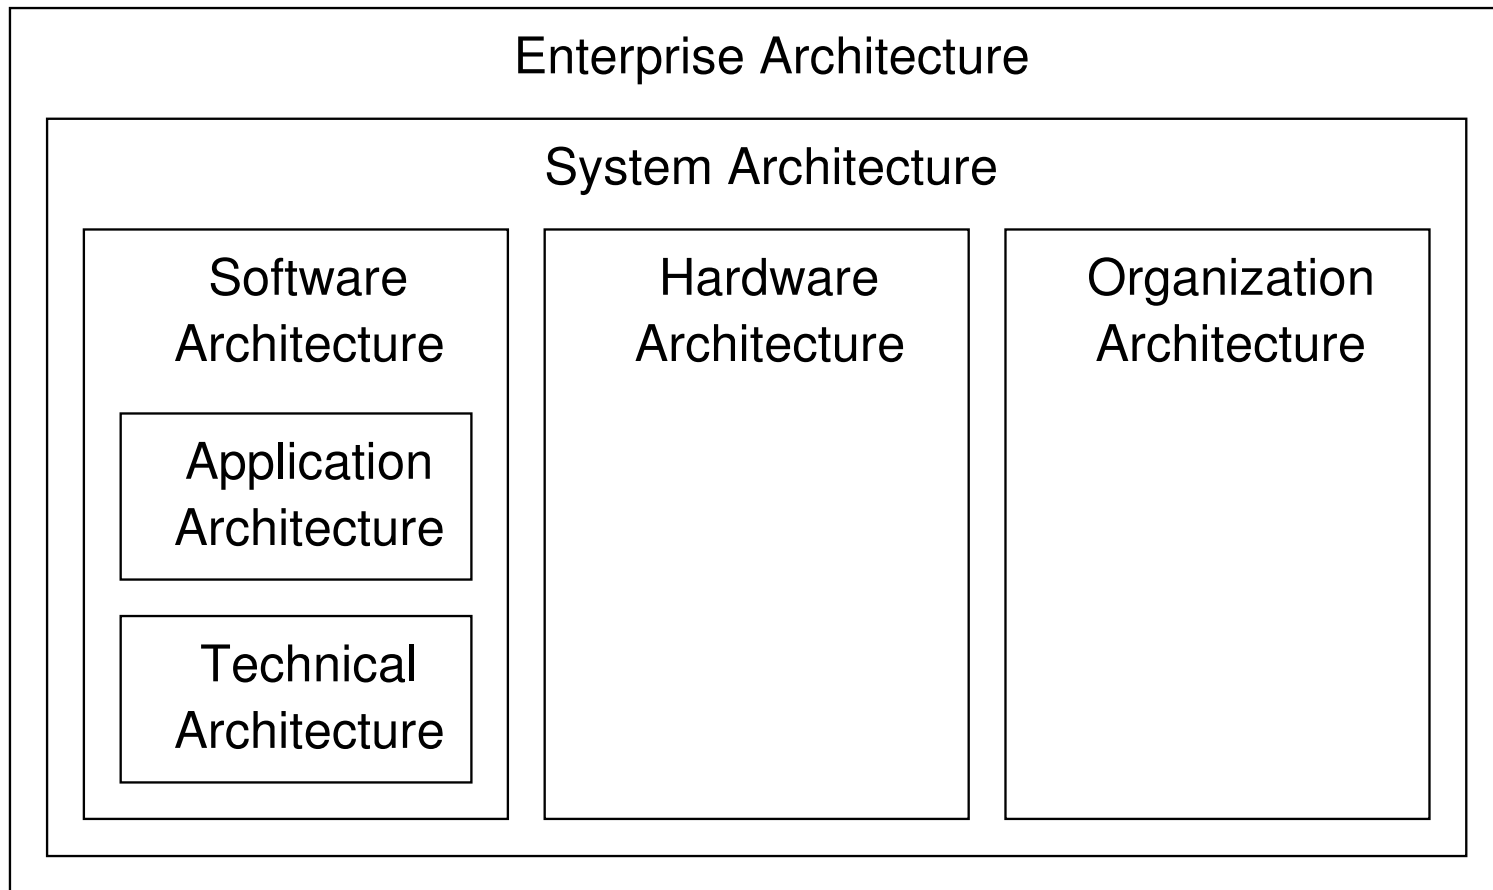 Enterprise Architecture
System Architecture
Software
Architecture
Application
Architecture
Technical
Architecture
Hardware
Architecture
Organization
Architecture